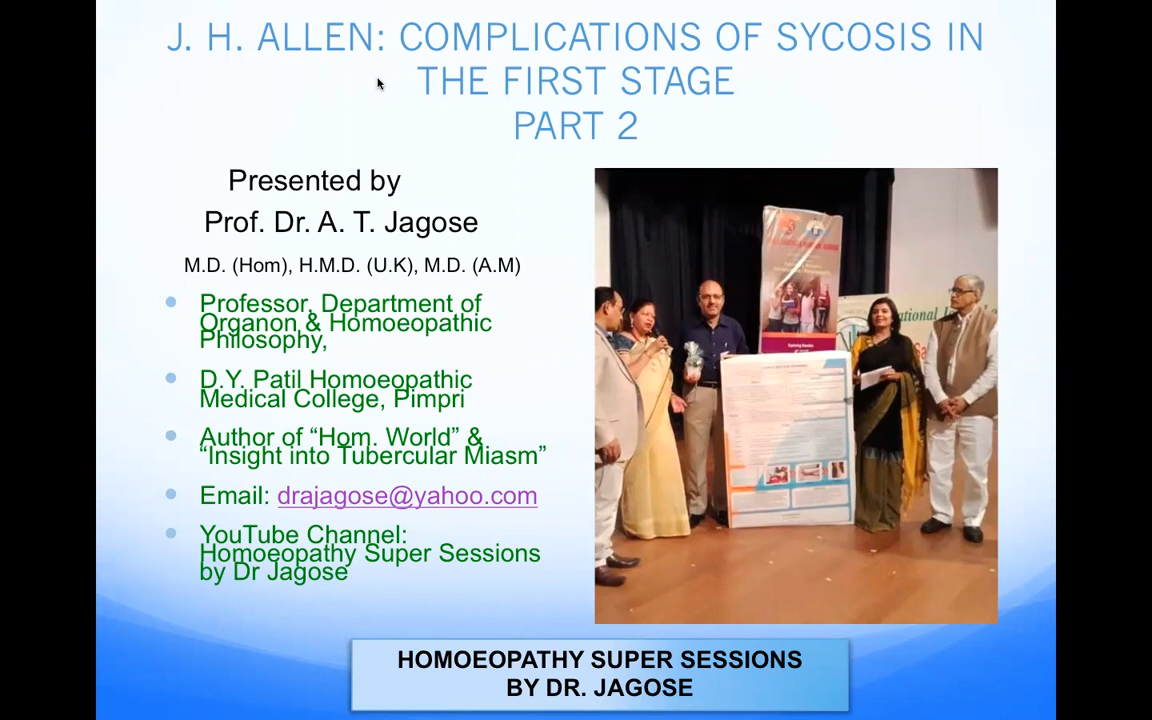 J. H. ALLEN: COMPLICATIONS OF SYCOSIS IN
THE FIRST STAGE
PART 2
Presented by
Prof. Dr. A. T. Jagose
M.D. (Hom), H.M.D. (U.K), M.D. (A.M)
Professor, Department of
Organon & Homoeopathic
Philosophy,
D.Y. Patil Homoeopathic
Medical College, Pimpri
Author of “Hom. World” &
“Insight into Tubercular Miasm”
Email: drajagose@yahoo.com
YouTube Channel:
Homoeopathy Super Sessions
by Dr Jagose
HOMOEOPATHY SUPER SESSIONS
BY DR. JAGOSE